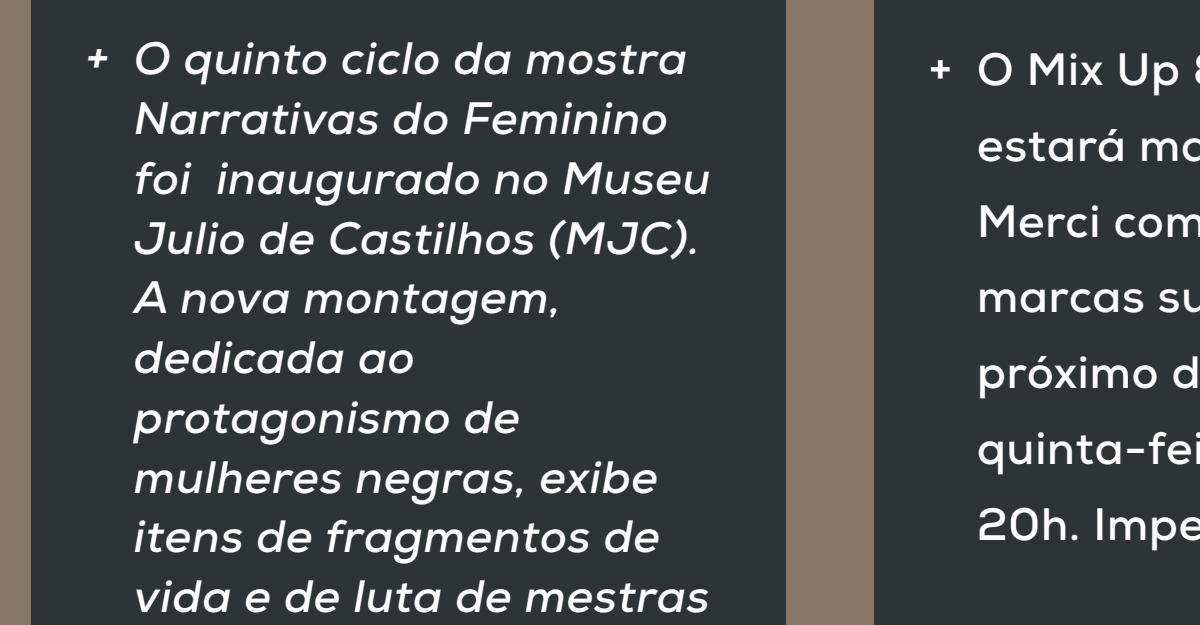 + O quinto ciclo da mostra
Narrativas do Feminino
foi  inaugurado no Museu
Julio de Castilhos (MJC).
A nova montagem,
dedicada ao
protagonismo de
mulheres negras, exibe
itens de fragmentos de
vida e de luta de mestras
+ O Mix Up
estará
Merci
marcas
próximo
20h.